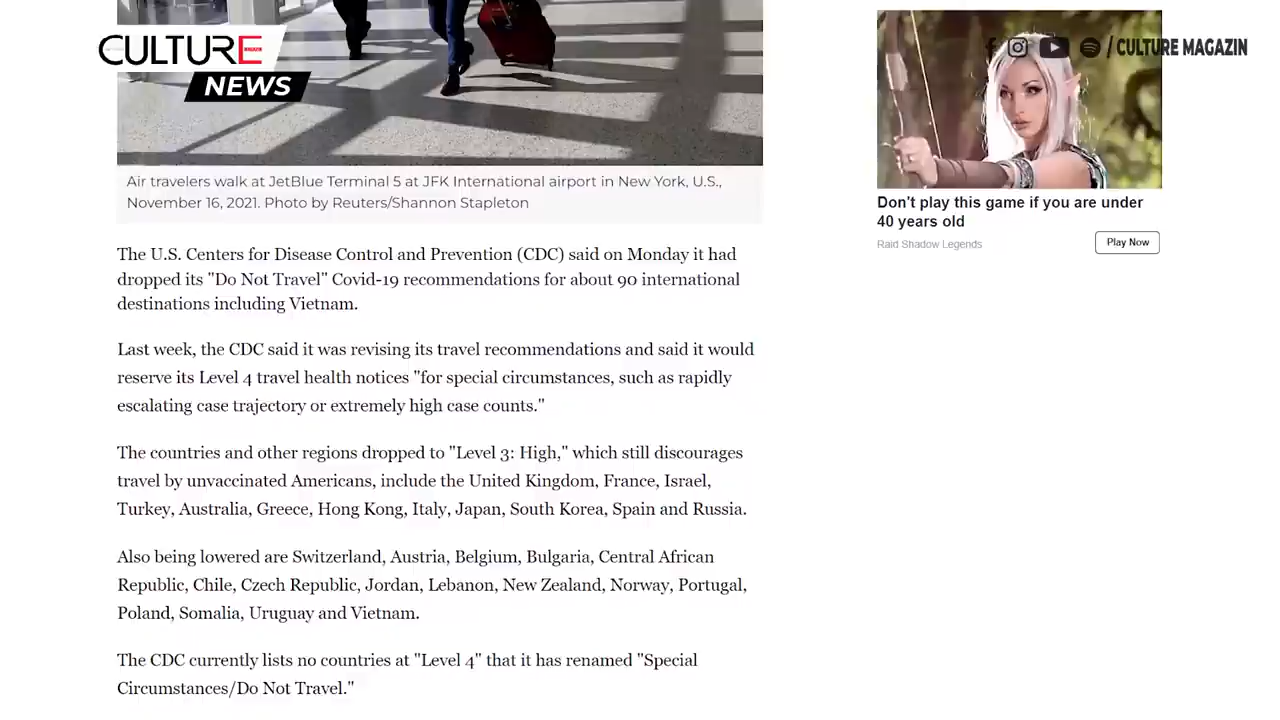 CULTURE
NEWS
/CULTURE MAGAZIN
Air travelers walk at JetBlue Terminal 5 at JFK International airport in New York, U.S.,
November 16, 2021. Photo by Reuters/Shannon Stapleton
The U.S. Centers for Disease Control and Prevention (CDC) said on Monday it had
dropped its "Do Not Travel" Covid-19 recommendations for about 90 international
destinations including Vietnam.
Last week, the CDC said it was revising its travel recommendations and said it would
reserve its Level 4 travel health notices "for special circumstances, such as rapidly
escalating case trajectory or extremely high case counts."
The countries and other regions dropped to "Level 3: High," which still discourages
travel by unvaccinated Americans, include the United Kingdom, France, Israel,
Turkey, Australia, Greece, Hong Kong, Italy, Japan, South Korea, Spain and Russia.
Also being lowered are Switzerland, Austria, Belgium, Bulgaria, Central African
Republic, Chile, Czech Republic, Jordan, Lebanon, New Zealand, Norway, Portugal,
Poland, Somalia, Uruguay and Vietnam.
The CDC currently lists no countries at "Level 4" that it has renamed "Special
Circumstances/Do Not Travel."
Don't play this game if you are under
40 years old
Raid Shadow Legends
Play Now